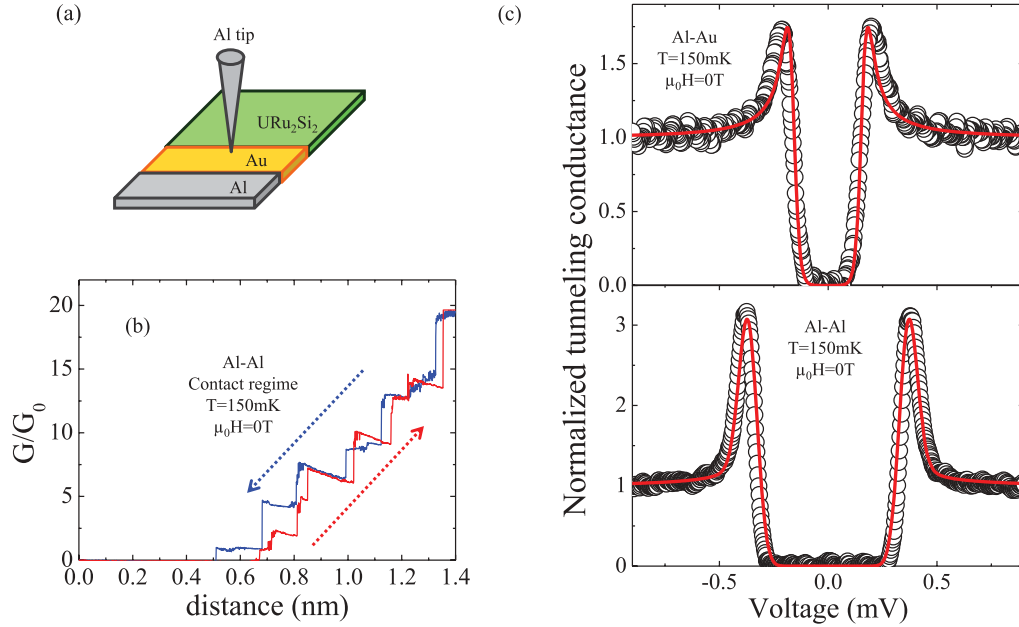 (a)
Al tip
URu₂Si₂
Au
Al
(b)
Al-Al
Contact regime
T=150mK
μ₀H=0T
G/G₀
20
15
10
5
0
0.0 0.2 0.4 0.6 0.8 1.0 1.2 1.4
distance (nm)
(c)
Normalized tunneling conductance
Al-Au
T=150mK
μ₀H=0T
1.5
1.0
0.5
0.0
Al-Al
T=150mK
μ₀H=0T
3
2
1
0
-0.5 0.0 0.5
Voltage (mV)